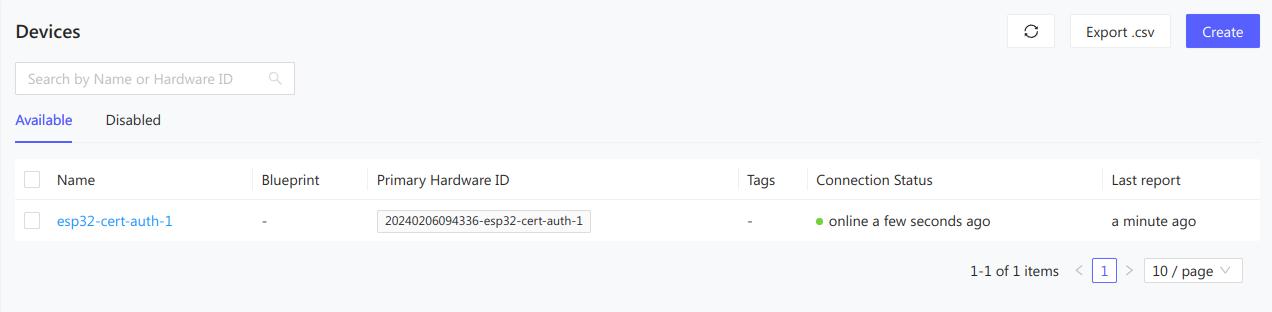 Devices
Export .csv
Create
Search by Name or Hardware ID
Available Disabled
Name Blueprint Primary Hardware ID Tags Connection Status Last report
esp32-cert-auth-1 - 20240206094336-esp32-cert-auth-1 - online a few seconds ago a minute ago
1-1 of 1 items < 1 > 10 / page